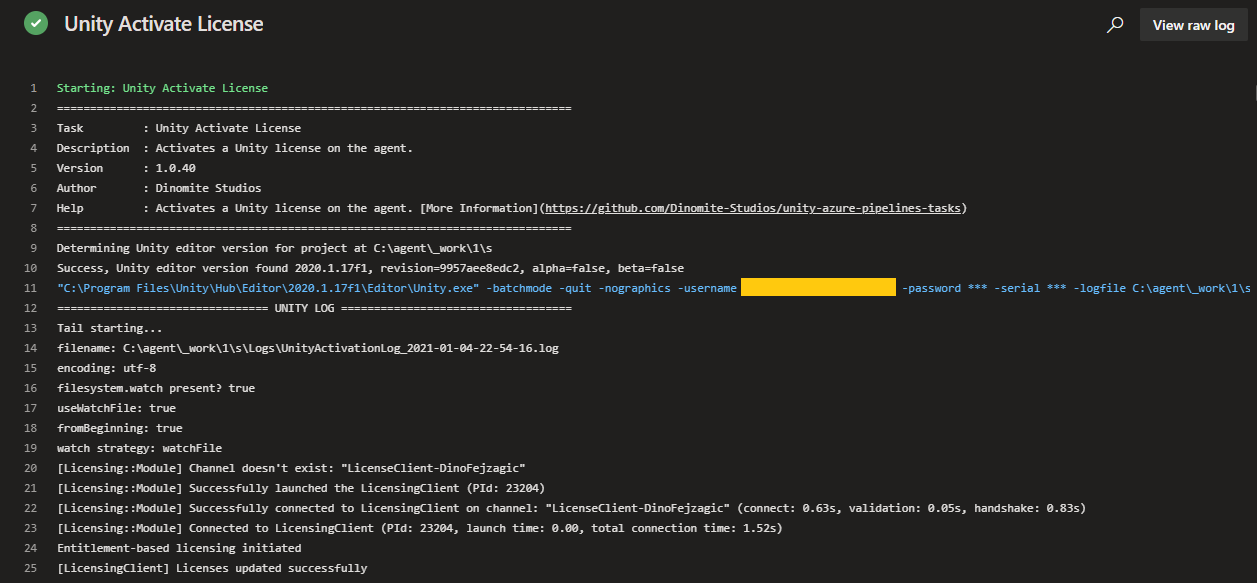 Unity Activate License
View raw log
1 Starting: Unity Activate License
2 ==============================================================================
3 Task         : Unity Activate License
4 Description  : Activates a Unity license on the agent.
5 Version      : 1.0.40
6 Author       : Dinomite Studios
7 Help         : Activates a Unity license on the agent. [More Information](https://github.com/Dinomite-Studios/unity-azure-pipelines-tasks)
8 ==============================================================================
9 Determining Unity editor version for project at C:\agent\_work\1\s
10 Success, Unity editor version found 2020.1.17f1, revision=9957aee8edc2, alpha=false, beta=false
11 "C:\Program Files\Unity\Hub\Editor\2020.1.17f1\Editor\Unity.exe" -batchmode -quit -nographics -username -password *** -serial *** -logfile C:\agent\_work\1\s
12 ================================ UNITY LOG ===================================
13 Tail starting...
14 filename: C:\agent\_work\1\s\Logs\UnityActivationLog_2021-01-04-22-54-16.log
15 encoding: utf-8
16 filesystem.watch present? true
17 useWatchFile: true
18 fromBeginning: true
19 watch strategy: watchFile
20 [Licensing::Module] Channel doesn't exist: "LicenseClient-DinoFejzagic"
21 [Licensing::Module] Successfully launched the LicensingClient (PId: 23204)
22 [Licensing::Module] Successfully connected to LicensingClient on channel: "LicenseClient-DinoFejzagic" (connect: 0.63s, validation: 0.05s, handshake: 0.83s)
23 [Licensing::Module] Connected to LicensingClient (PId: 23204, launch time: 0.00, total connection time: 1.52s)
24 Entitlement-based licensing initiated
25 [LicensingClient] Licenses updated successfully